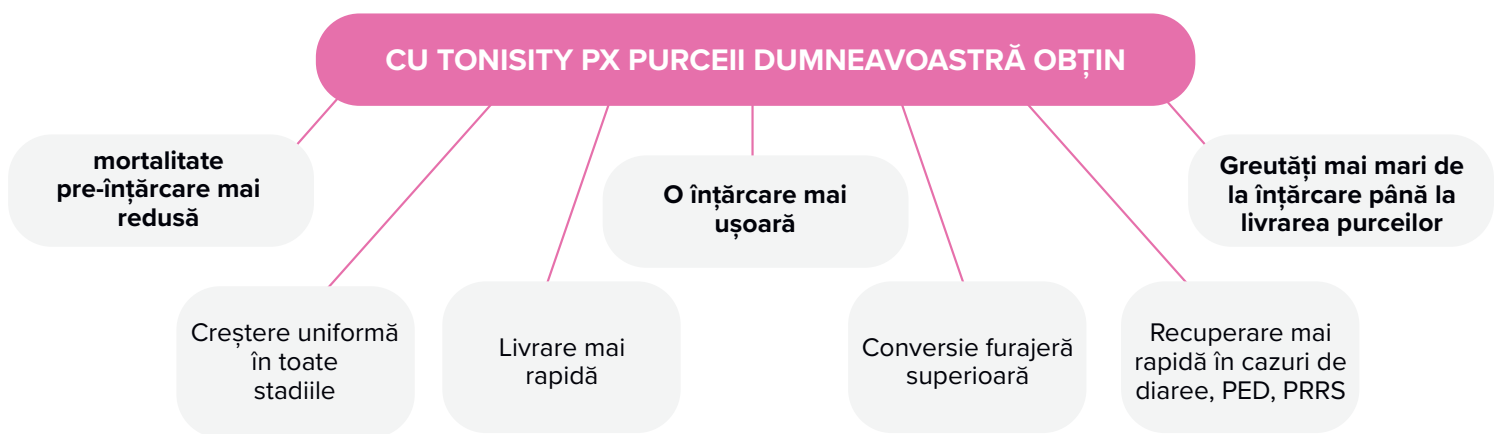 CU TONISITY PX PURCEII DUMNEAVOASTRĂ OBȚIN
mortalitate
pre-înțărcare mai
redusă
O înțărcare mai
ușoară
Greutăți mai mari de
la înțărcare până la
livrarea purceilor
Creștere uniformă
în toate
stadiile
Livrare mai
rapidă
Conversie furajeră
superioară
Recuperare mai
rapidă în cazuri de
diaree, PED, PRRS